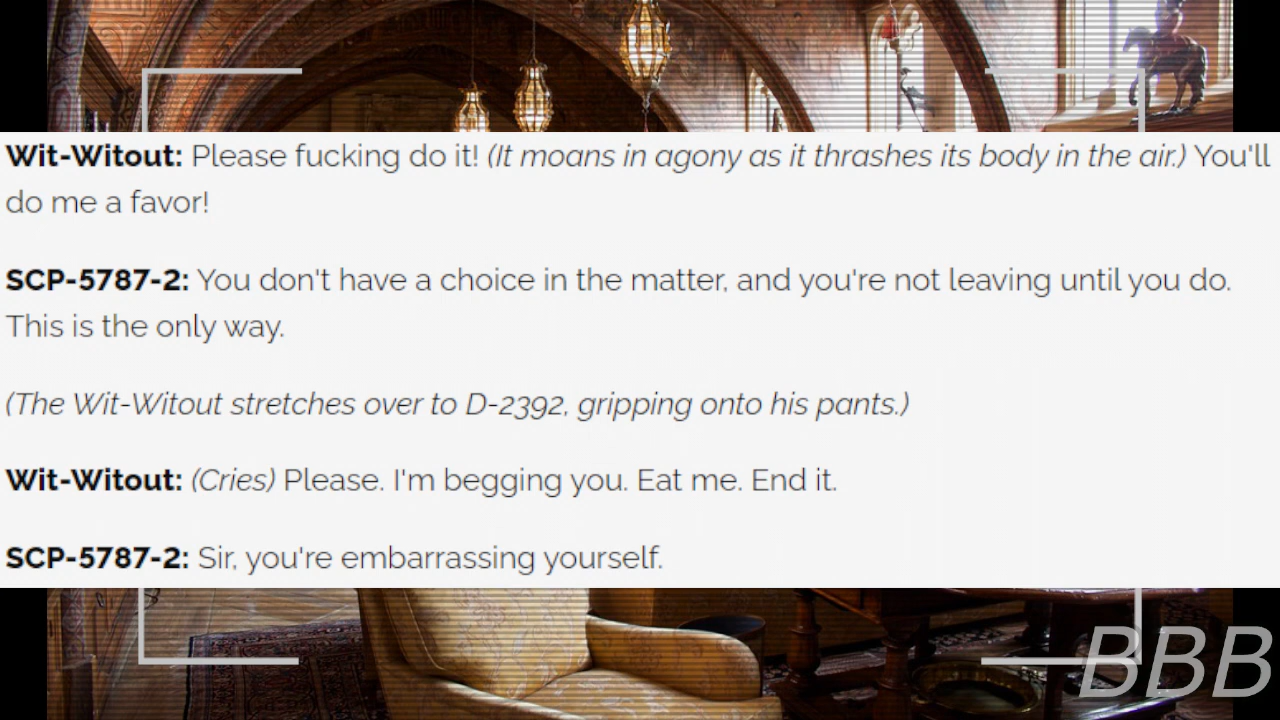 Wit-Witout: Please fucking do it! (It moans in agony as it thrashes its body in the air.) You'll
do me a favor!
SCP-5787-2: You don't have a choice in the matter, and you're not leaving until you do.
This is the only way.
(The Wit-Witout stretches over to D-2392, gripping onto his pants.)
Wit-Witout: (Cries) Please. I'm begging you. Eat me. End it.
SCP-5787-2: Sir, you're embarrassing yourself.
BBB